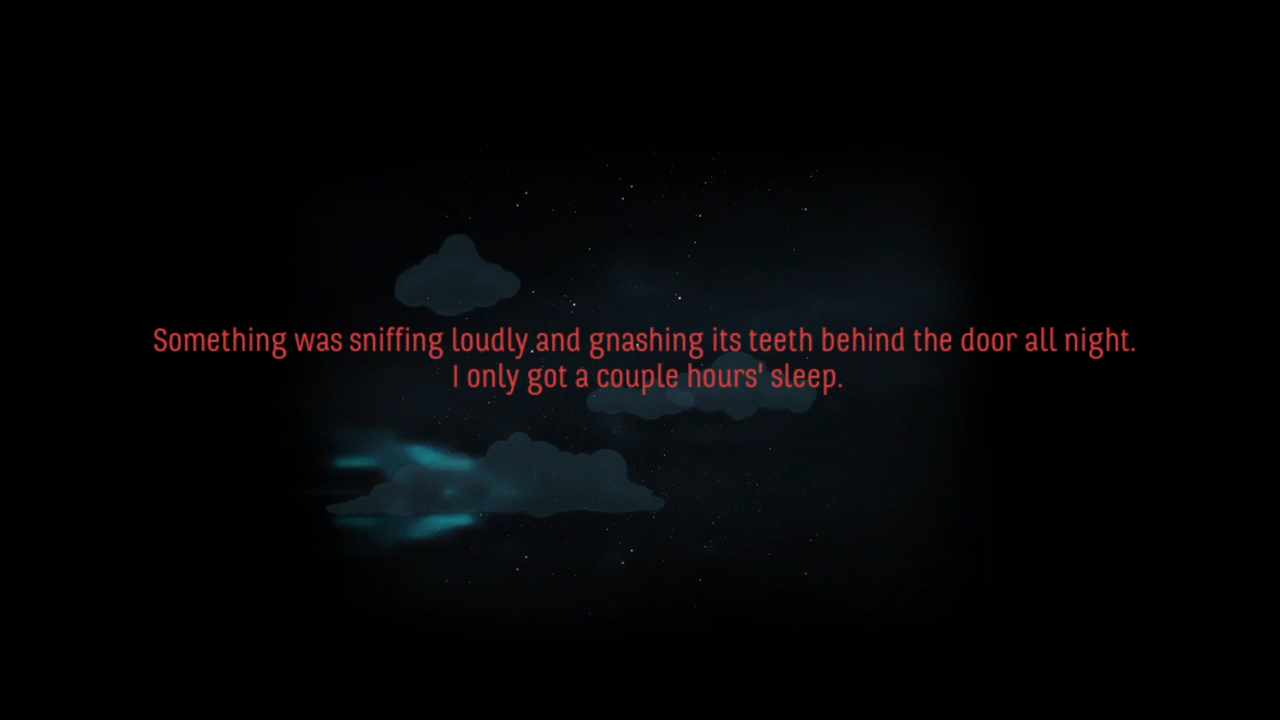 Something was sniffing loudly and gnashing its teeth behind the door all night.
I only got a couple hours' sleep.